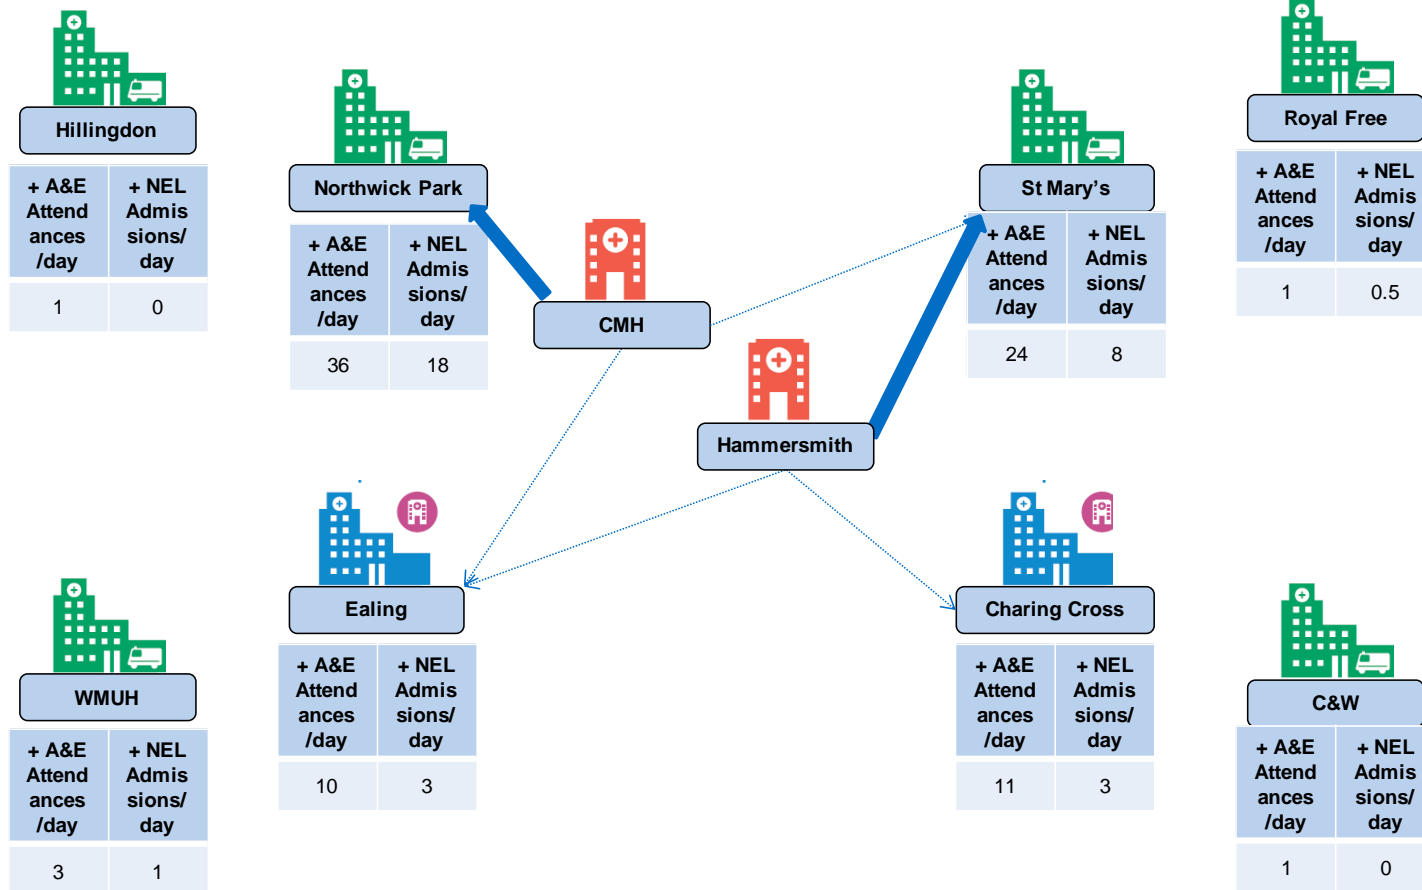 Hillingdon
+ A&E
Attend
ances
/day
+ NEL
Admis
sions/
day
1
0
Northwick Park
+ A&E
Attend
ances
/day
+ NEL
Admis
sions/
day
36
18
CMH
St Mary’s
+ A&E
Attend
ances
/day
+ NEL
Admis
sions/
day
24
8
Royal Free
+ A&E
Attend
ances
/day
+ NEL
Admis
sions/
day
1
0.5
Hammersmith
WMUH
+ A&E
Attend
ances
/day
+ NEL
Admis
sions/
day
3
1
Ealing
+ A&E
Attend
ances
/day
+ NEL
Admis
sions/
day
10
3
Charing Cross
+ A&E
Attend
ances
/day
+ NEL
Admis
sions/
day
11
3
C&W
+ A&E
Attend
ances
/day
+ NEL
Admis
sions/
day
1
0